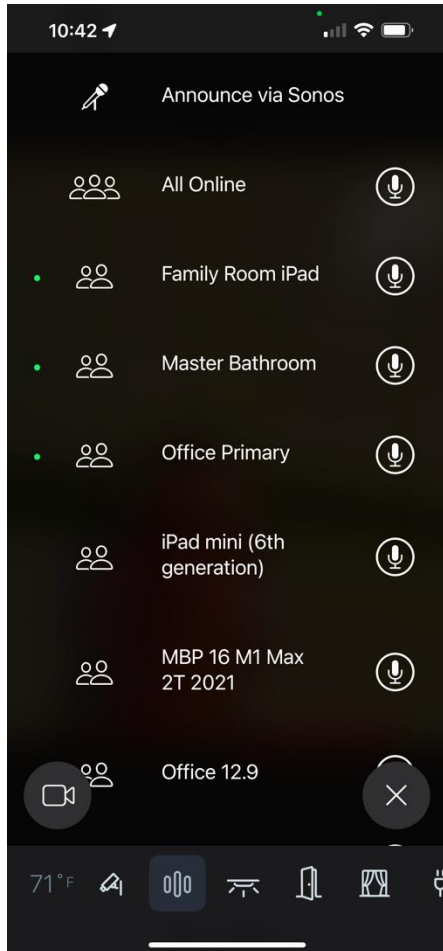 10:42
Announce via Sonos
All Online
Family Room iPad
Master Bathroom
Office Primary
iPad mini (6th
generation)
MBP 16 M1 Max
2T 2021
Office 12.9
71°F